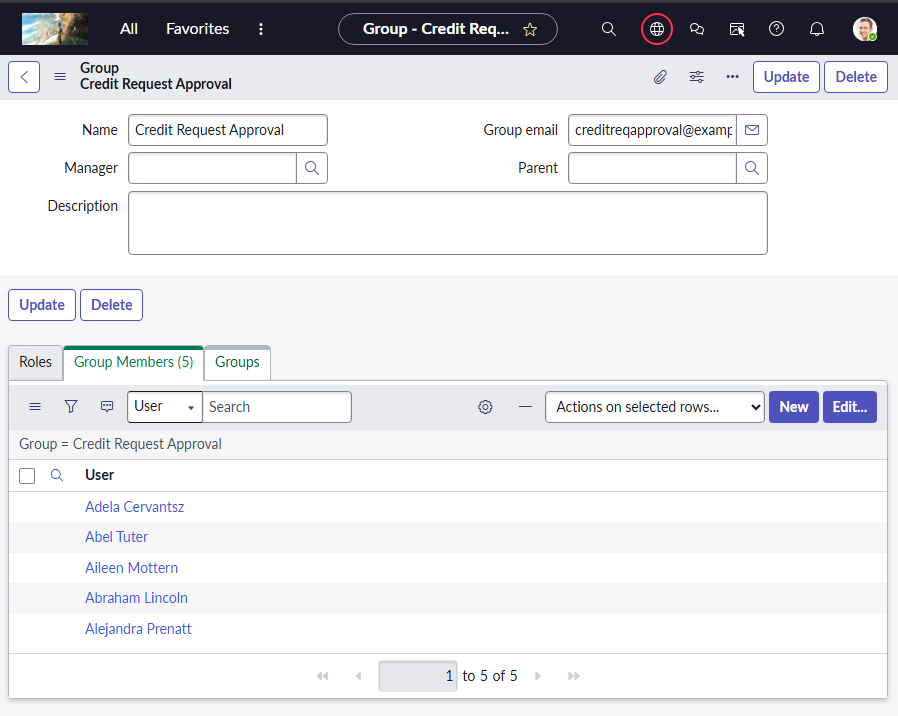 All Favorites Group - Credit Req...
Group
Credit Request Approval
Update Delete
Name Credit Request Approval Group email creditreqapproval@examp
Manager Parent
Description
Update Delete
Roles Group Members (5) Groups
User Search Actions on selected rows... New Edit...
Group = Credit Request Approval
User
Adela Cervantsz
Abel Tuter
Aileen Mottern
Abraham Lincoln
Alejandra Prenatt
1 to 5 of 5